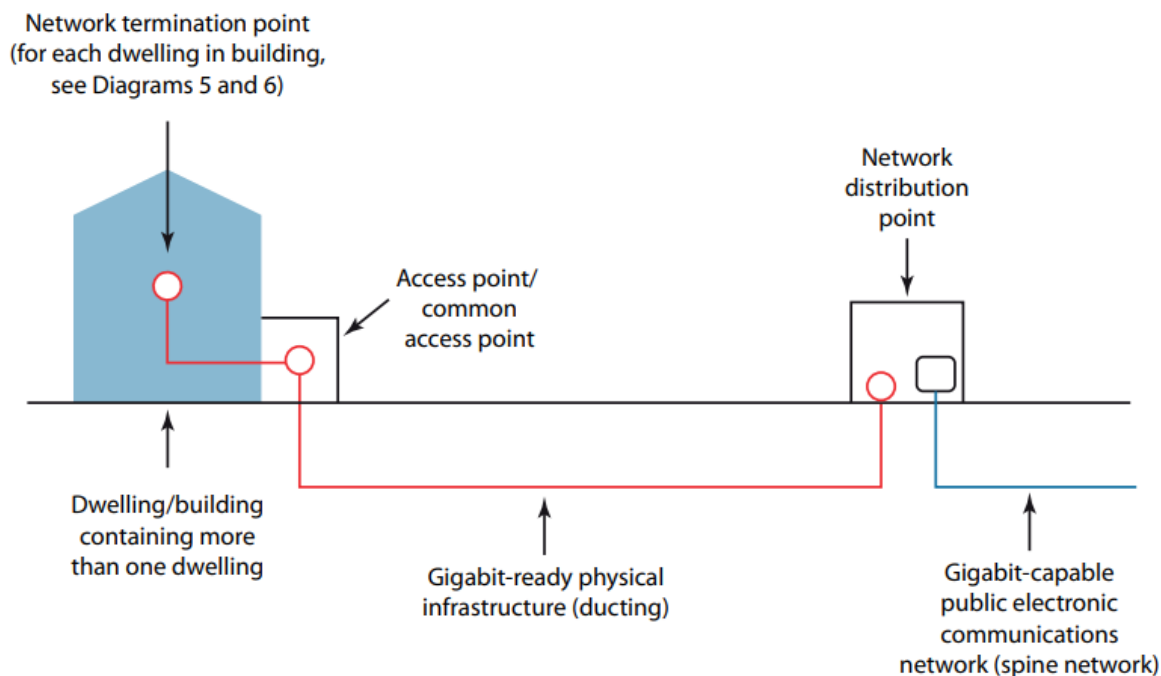 Network termination point
(for each dwelling in building,
see Diagrams 5 and 6)
Network
distribution
point
Access point/
common
access point
Dwelling/building
containing more
than one dwelling
Gigabit-ready physical
infrastructure (ducting)
Gigabit-capable
public electronic
communications
network (spine network)